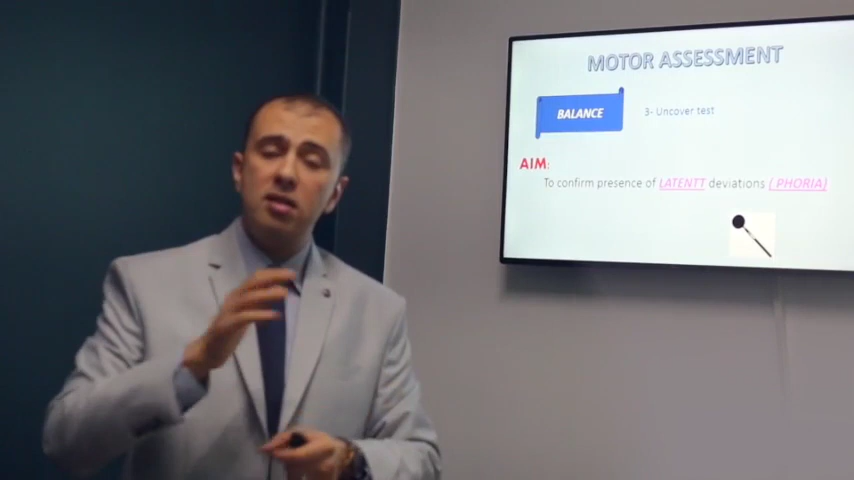 MOTOR ASSESSMENT
BALANCE
3- Uncover test
AIM:
To confirm presence of LATENTT deviations ( PHORIA)